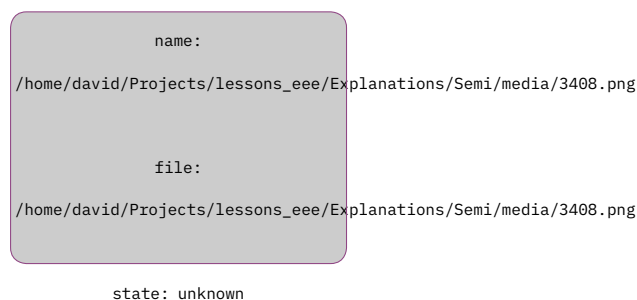 name:
/home/david/Projects/lessons_eee/Explanations/Semi/media/3408.png
file:
/home/david/Projects/lessons_eee/Explanations/Semi/media/3408.png
state: unknown